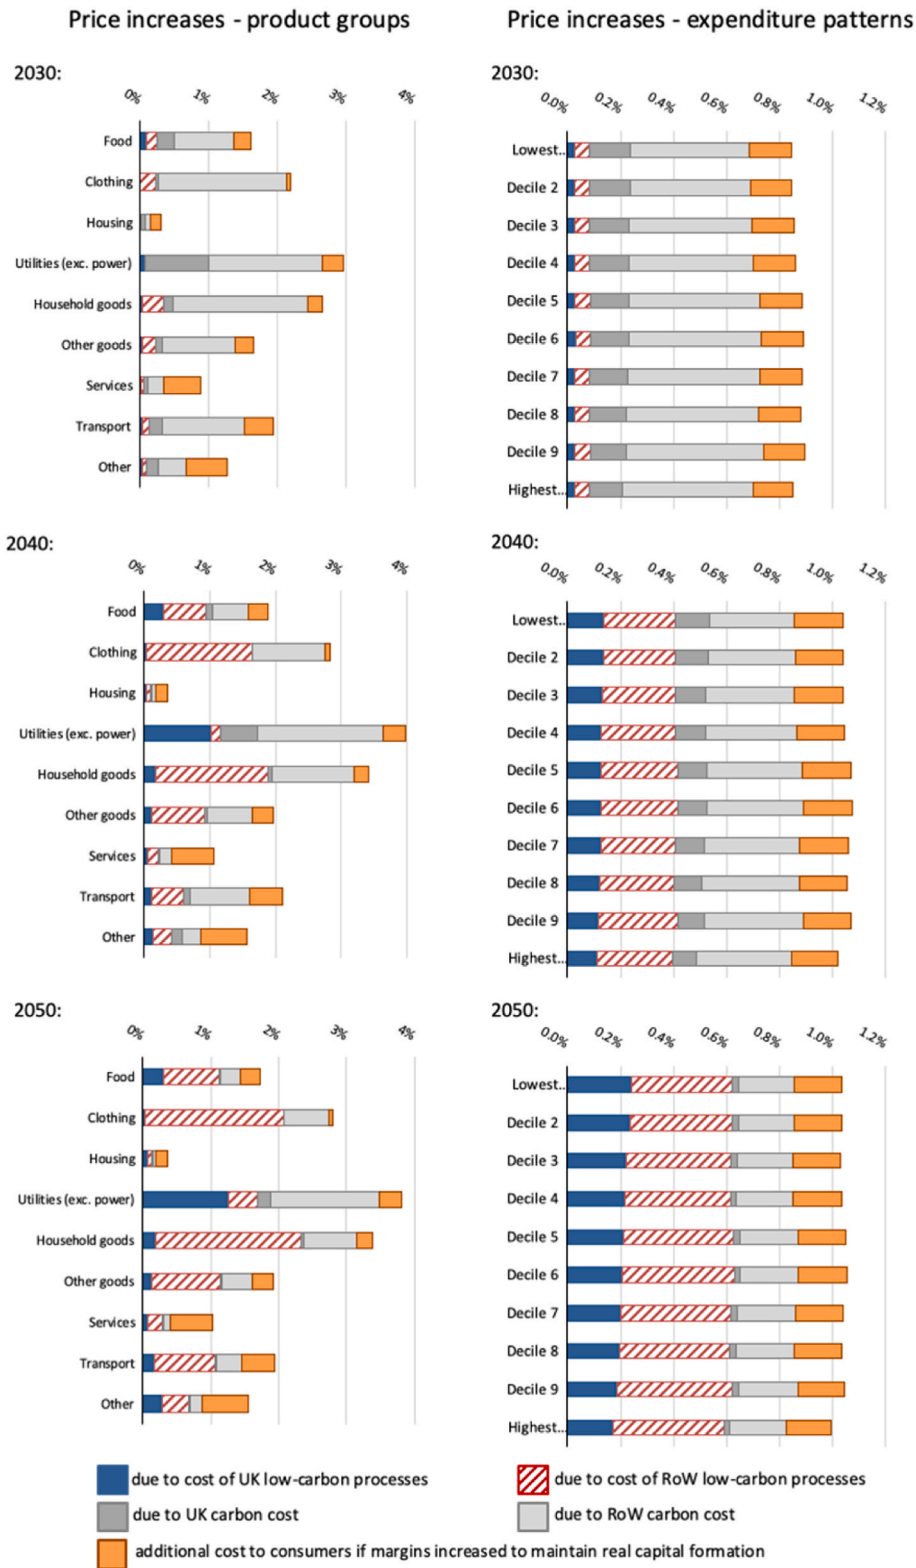 Price increases - product groups
Price increases - expenditure patterns
2030:
0% 1% 2% 3% 4%
Food
Clothing
Housing
Utilities (exc. power)
Household goods
Other goods
Services
Transport
Other
2030:
0.0% 0.2% 0.4% 0.6% 0.8% 1.0% 1.2%
Lowest..
Decile 2
Decile 3
Decile 4
Decile 5
Decile 6
Decile 7
Decile 8
Decile 9
Highest...
2040:
0% 1% 2% 3% 4%
Food
Clothing
Housing
Utilities (exc. power)
Household goods
Other goods
Services
Transport
Other
2040:
0.0% 0.2% 0.4% 0.6% 0.8% 1.0% 1.2%
Lowest..
Decile 2
Decile 3
Decile 4
Decile 5
Decile 6
Decile 7
Decile 8
Decile 9
Highest...
2050:
0% 1% 2% 3% 4%
Food
Clothing
Housing
Utilities (exc. power)
Household goods
Other goods
Services
Transport
Other
2050:
0.0% 0.2% 0.4% 0.6% 0.8% 1.0% 1.2%
Lowest..
Decile 2
Decile 3
Decile 4
Decile 5
Decile 6
Decile 7
Decile 8
Decile 9
Highest...
due to cost of UK low-carbon processes
due to cost of RoW low-carbon processes
due to UK carbon cost
due to RoW carbon cost
additional cost to consumers if margins increased to maintain real capital formation